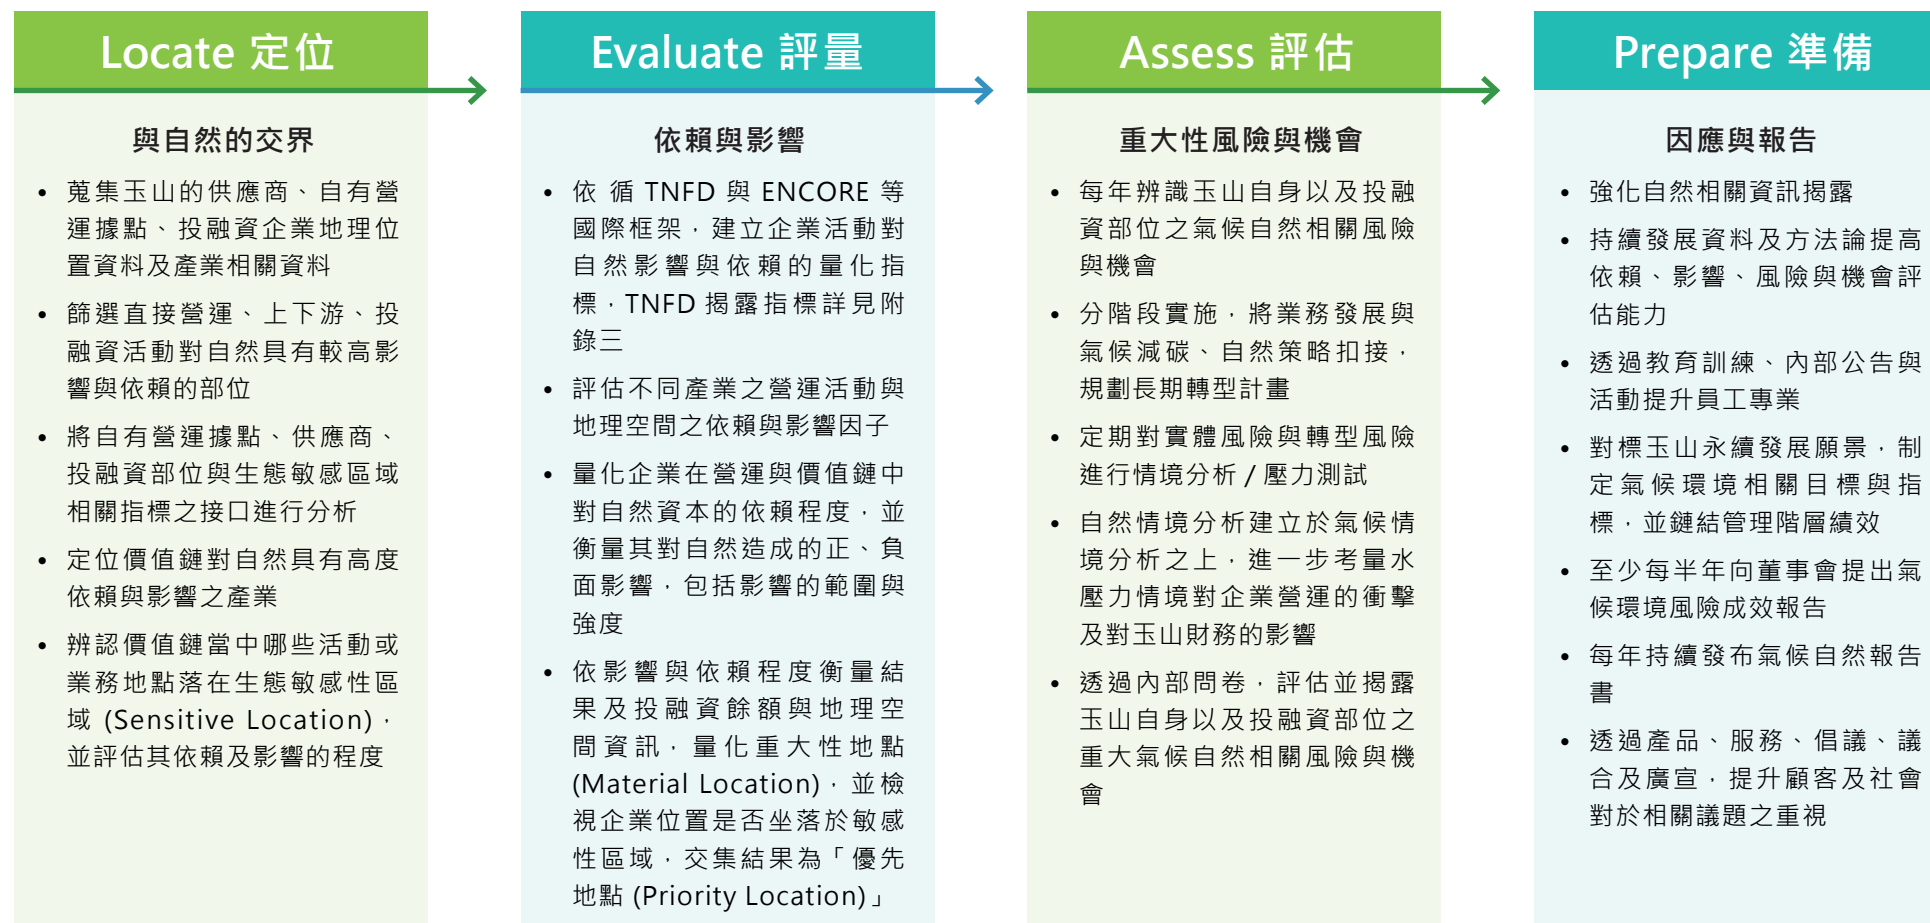 Locate 定位
與自然的交界
• 蒐集玉山的供應商、自有營
運據點、投融資企業地理位
置資料及產業相關資料
• 篩選直接營運、上下游、投
融資活動對自然具有較高影
響與依賴的部位
• 將自有營運據點、供應商、
投融資部位與生態敏感區域
相關指標之接口進行分析
• 定位價值鏈對自然具有高度
依賴與影響之產業
• 辨認價值鏈當中哪些活動或
業務地點落在生態敏感性區
域 (Sensitive Location)，
並評估其依賴及影響的程度
Evaluate 評量
依賴與影響
• 依循 TNFD 與 ENCORE 等
國際框架，建立企業活動對
自然影響與依賴的量化指
標，TNFD 揭露指標詳見附
錄三
• 評估不同產業之營運活動與
地理空間之依賴與影響因子
• 量化企業在營運與價值鏈中
對自然資本的依賴程度，並
衡量其對自然造成的正、負
面影響，包括影響的範圍與
強度
• 依影響與依賴程度衡量結
果及投融資餘額與地理空
間資訊，量化重大性地點
(Material Location)，並檢
視企業位置是否坐落於敏感
性區域，交集結果為「優先
地點 (Priority Location)」
Assess 評估
重大性風險與機會
• 每年辨識玉山自身以及投融
資部位之氣候自然相關風險
與機會
• 分階段實施，將業務發展與
氣候減碳、自然策略扣接，
規劃長期轉型計畫
• 定期對實體風險與轉型風險
進行情境分析 / 壓力測試
• 自然情境分析建立於氣候情
境分析之上，進一步考量水
壓力情境對企業營運的衝擊
及對玉山財務的影響
• 透過內部問卷，評估並揭露
玉山自身以及投融資部位之
重大氣候自然相關風險與機
會
Prepare 準備
因應與報告
• 強化自然相關資訊揭露
• 持續發展資料及方法論提高
依賴、影響、風險與機會評
估能力
• 透過教育訓練、內部公告與
活動提升員工專業
• 對標玉山永續發展願景，制
定氣候環境相關目標與指
標，並鏈結管理階層績效
• 至少每半年向董事會提出氣
候環境風險成效報告
• 每年持續發布氣候自然報告
書
• 透過產品、服務、倡議、議
合及廣宣，提升顧客及社會
對於相關議題之重視